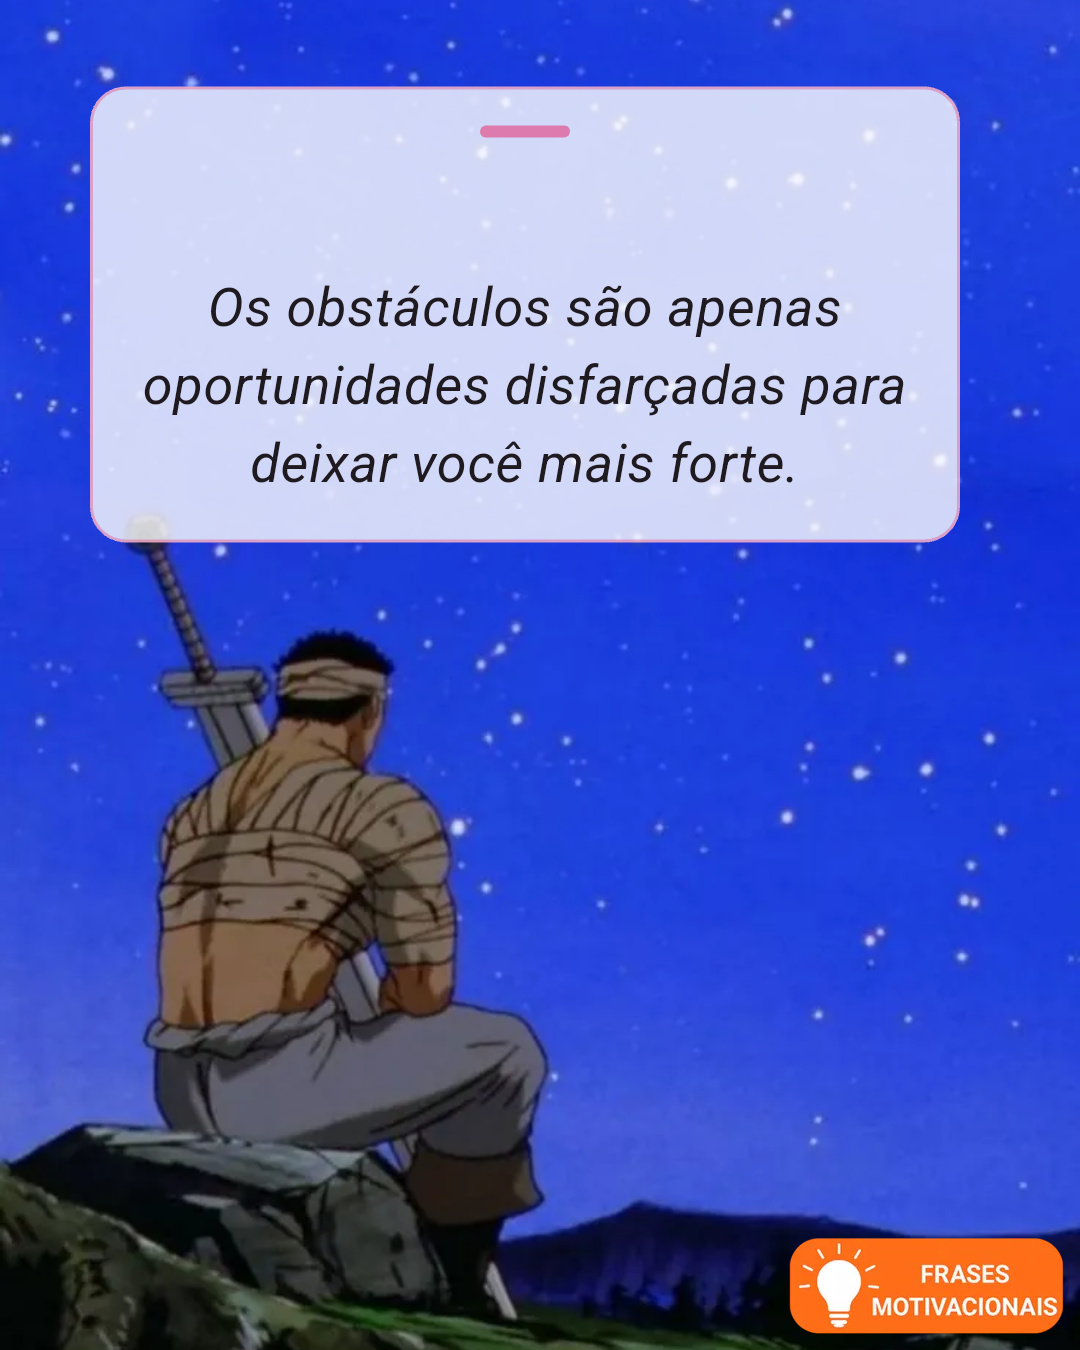 Os obstáculos são apenas
oportunidades disfarçadas para
deixar você mais forte.
FRASES
MOTIVACIONAIS